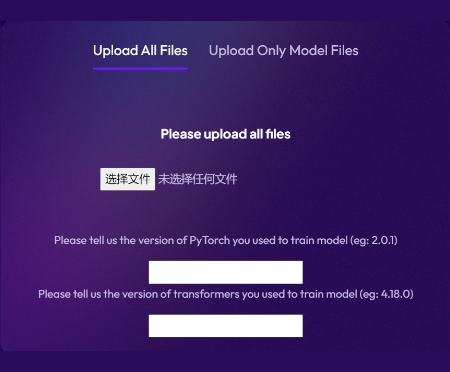 Upload All Files Upload Only Model Files
Please upload all files
选择文件 未选择任何文件
Please tell us the version of PyTorch you used to train model (eg: 2.0.1)
Please tell us the version of transformers you used to train model (eg: 4.18.0)